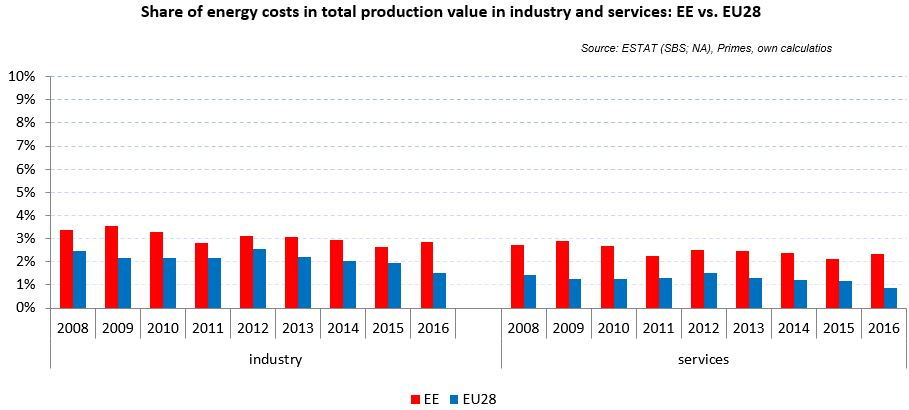 Share of energy costs in total production value in industry and services: EE vs. EU28
Source: ESTAT (SBS; NA), Primes, own calculatios
10%
9%
8%
7%
6%
5%
4%
3%
2%
1%
0%
2008 2009 2010 2011 2012 2013 2014 2015 2016 2008 2009 2010 2011 2012 2013 2014 2015 2016
industry services
EE EU28